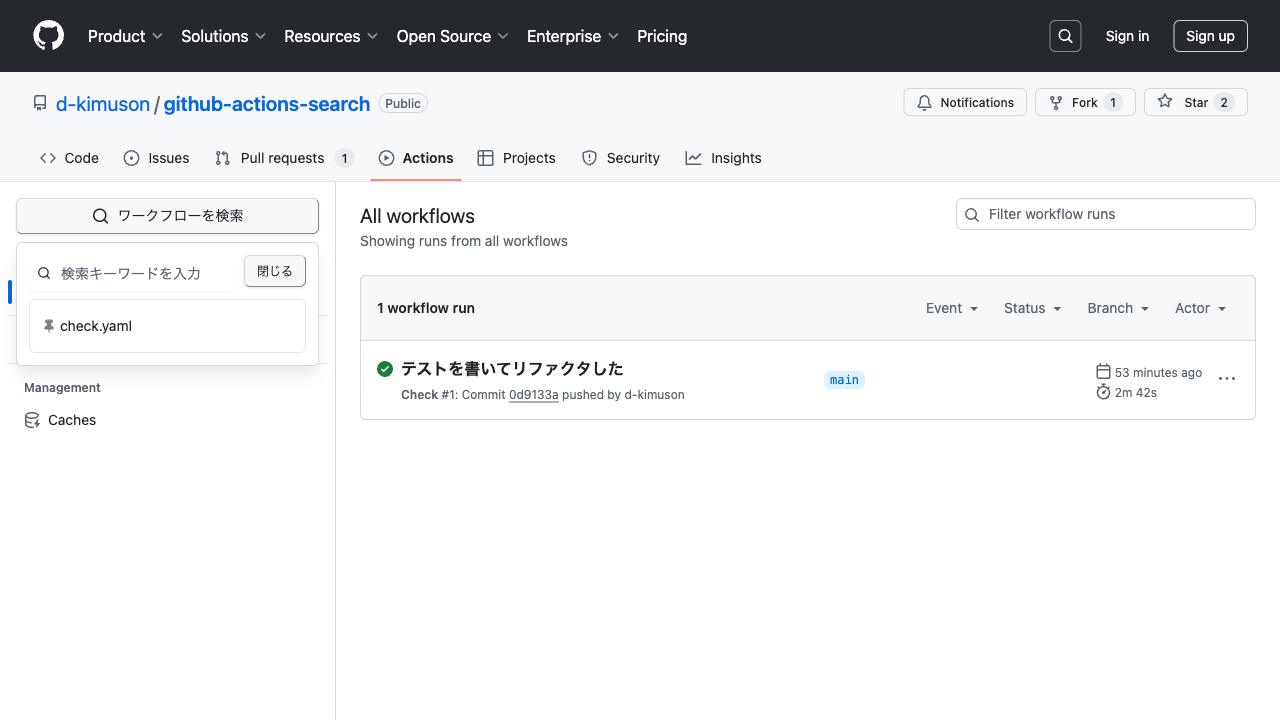 Product Solutions Resources Open Source Enterprise Pricing Sign in Sign up
d-kimuson / github-actions-search Public Notifications Fork 1 Star 2
Code Issues Pull requests 1 Actions Projects Security Insights
ワークフローを検索
検索キーワードを入力 閉じる
check.yaml
Management
Caches
All workflows
Showing runs from all workflows
Filter workflow runs
1 workflow run Event Status Branch Actor
テストを書いてリファクタした
Check #1: Commit 0d9133a pushed by d-kimuson
main
53 minutes ago
2m 42s